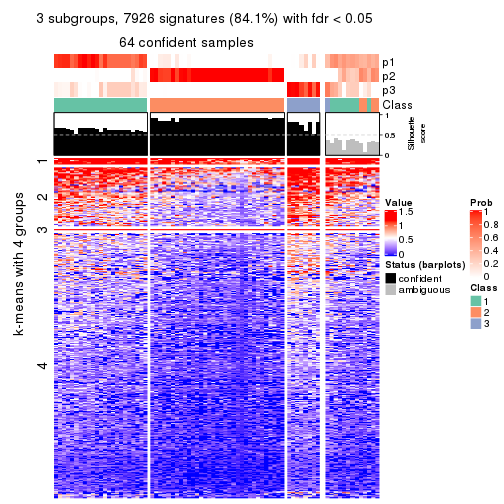 3 subgroups, 7926 signatures (84.1%) with fdr < 0.05
64 confident samples
p1
p2
p3
Class
1
0.5
0
Silhouette
score
k-means with 4 groups
1
2
3
4
Value
1.5
1
0.5
0
Status (barplots)
confident
ambiguous
Prob
1
0.8
0.6
0.4
0.2
0
Class
1
2
3